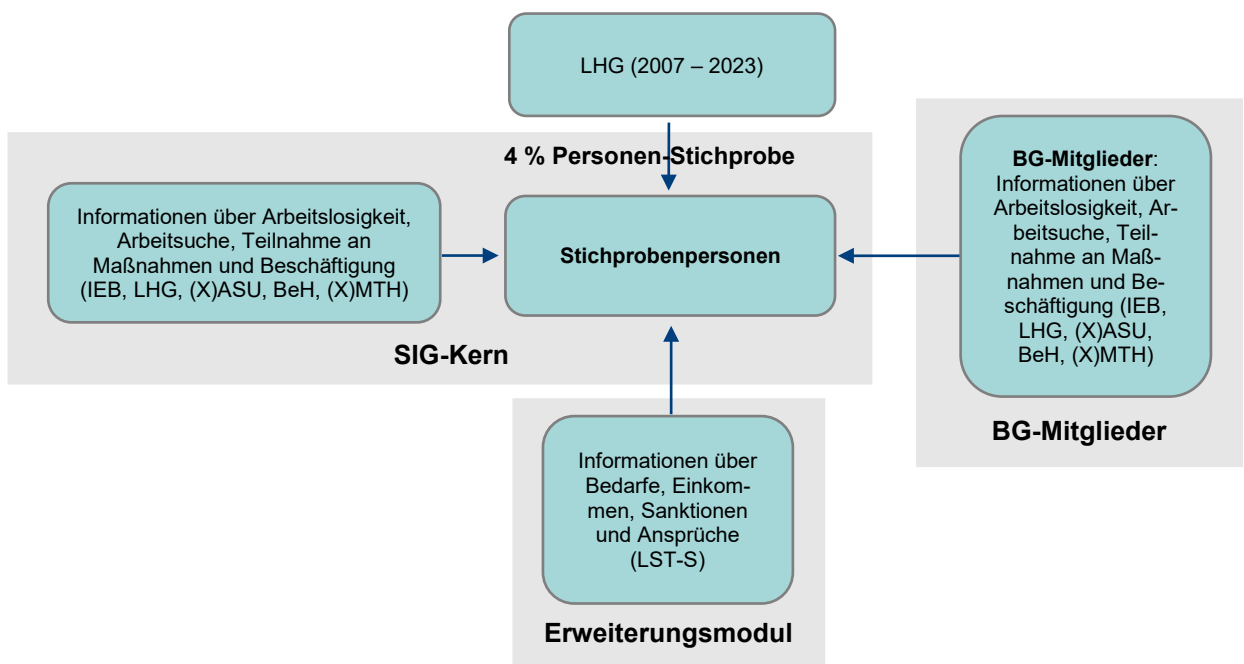 LHG (2007 – 2023)
4 % Personen-Stichprobe
Informationen über Arbeitslosigkeit,
Arbeitsuche, Teilnahme an
Maßnahmen und Beschäftigung
(IEB, LHG, (X)ASU, BeH, (X)MTH)
Stichprobenpersonen
SIG-Kern
BG-Mitglieder:
Informationen über
Arbeitslosigkeit, Ar-
beitsuche, Teil-
nahme an Maß-
nahmen und Be-
schäftigung (IEB,
LHG, (X)ASU,
BeH, (X)MTH)
BG-Mitglieder
Informationen über
Bedarfe, Einkom-
men, Sanktionen
und Ansprüche
(LST-S)
Erweiterungsmodul